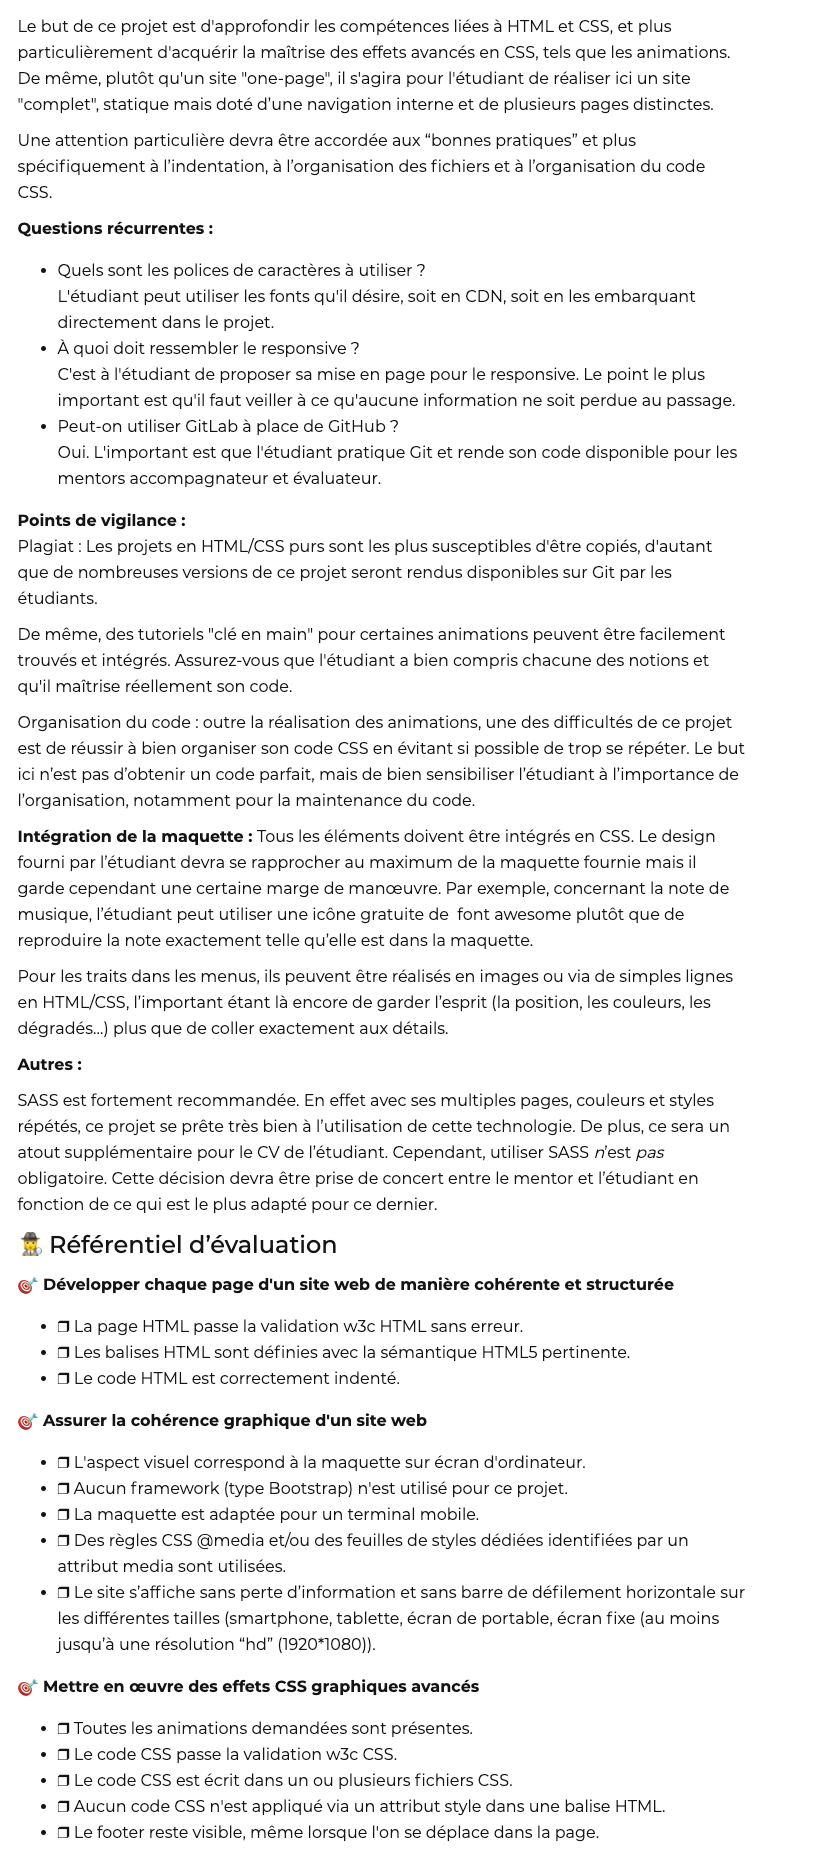 Le but de ce projet est d'approfondir les compétences liées à HTML et CSS, et plus
particulièrement d'acquérir la maîtrise des effets avancés en CSS, tels que les animations.
De même, plutôt qu'un site "one-page", il s'agira pour l'étudiant de réaliser ici un site
"complet", statique mais doté d’une navigation interne et de plusieurs pages distinctes.
Une attention particulière devra être accordée aux “bonnes pratiques” et plus
spécifiquement à l’indentation, à l’organisation des fichiers et à l’organisation du code
CSS.
Questions récurrentes :
• Quels sont les polices de caractères à utiliser ?
L'étudiant peut utiliser les fonts qu'il désire, soit en CDN, soit en les embarquant
directement dans le projet.
• À quoi doit ressembler le responsive ?
C'est à l'étudiant de proposer sa mise en page pour le responsive. Le point le plus
important est qu'il faut veiller à ce qu'aucune information ne soit perdue au passage.
• Peut-on utiliser GitLab à place de GitHub ?
Oui. L'important est que l'étudiant pratique Git et rende son code disponible pour les
mentors accompagnateur et évaluateur.
Points de vigilance :
Plagiat : Les projets en HTML/CSS purs sont les plus susceptibles d'être copiés, d'autant
que de nombreuses versions de ce projet seront rendus disponibles sur Git par les
étudiants.
De même, des tutoriels "clé en main" pour certaines animations peuvent être facilement
trouvés et intégrés. Assurez-vous que l'étudiant a bien compris chacune des notions et
qu'il maîtrise réellement son code.
Organisation du code : outre la réalisation des animations, une des difficultés de ce projet
est de réussir à bien organiser son code CSS en évitant si possible de trop se répéter. Le but
ici n’est pas d’obtenir un code parfait, mais de bien sensibiliser l’étudiant à l’importance de
l’organisation, notamment pour la maintenance du code.
Intégration de la maquette : Tous les éléments doivent être intégrés en CSS. Le design
fourni par l’étudiant devra se rapprocher au maximum de la maquette fournie mais il
garde cependant une certaine marge de manœuvre. Par exemple, concernant la note de
musique, l’étudiant peut utiliser une icône gratuite de  font awesome plutôt que de
reproduire la note exactement telle qu’elle est dans la maquette.
Pour les traits dans les menus, ils peuvent être réalisés en images ou via de simples lignes
en HTML/CSS, l’important étant là encore de garder l’esprit (la position, les couleurs, les
dégradés...) plus que de coller exactement aux détails.
Autres :
SASS est fortement recommandée. En effet avec ses multiples pages, couleurs et styles
répétés, ce projet se prête très bien à l’utilisation de cette technologie. De plus, ce sera un
atout supplémentaire pour le CV de l’étudiant. Cependant, utiliser SASS n’est pas
obligatoire. Cette décision devra être prise de concert entre le mentor et l’étudiant en
fonction de ce qui est le plus adapté pour ce dernier.
🕵️ Référentiel d’évaluation
🎯 Développer chaque page d'un site web de manière cohérente et structurée
• ❒ La page HTML passe la validation w3c HTML sans erreur.
• ❒ Les balises HTML sont définies avec la sémantique HTML5 pertinente.
• ❒ Le code HTML est correctement indenté.
🎯 Assurer la cohérence graphique d'un site web
• ❒ L'aspect visuel correspond à la maquette sur écran d'ordinateur.
• ❒ Aucun framework (type Bootstrap) n'est utilisé pour ce projet.
• ❒ La maquette est adaptée pour un terminal mobile.
• ❒ Des règles CSS @media et/ou des feuilles de styles dédiées identifiées par un
attribut media sont utilisées.
• ❒ Le site s’affiche sans perte d’information et sans barre de défilement horizontale sur
les différentes tailles (smartphone, tablette, écran de portable, écran fixe (au moins
jusqu’à une résolution “hd” (1920*1080)).
🎯 Mettre en œuvre des effets CSS graphiques avancés
• ❒ Toutes les animations demandées sont présentes.
• ❒ Le code CSS passe la validation w3c CSS.
• ❒ Le code CSS est écrit dans un ou plusieurs fichiers CSS.
• ❒ Aucun code CSS n'est appliqué via un attribut style dans une balise HTML.
• ❒ Le footer reste visible, même lorsque l'on se déplace dans la page.